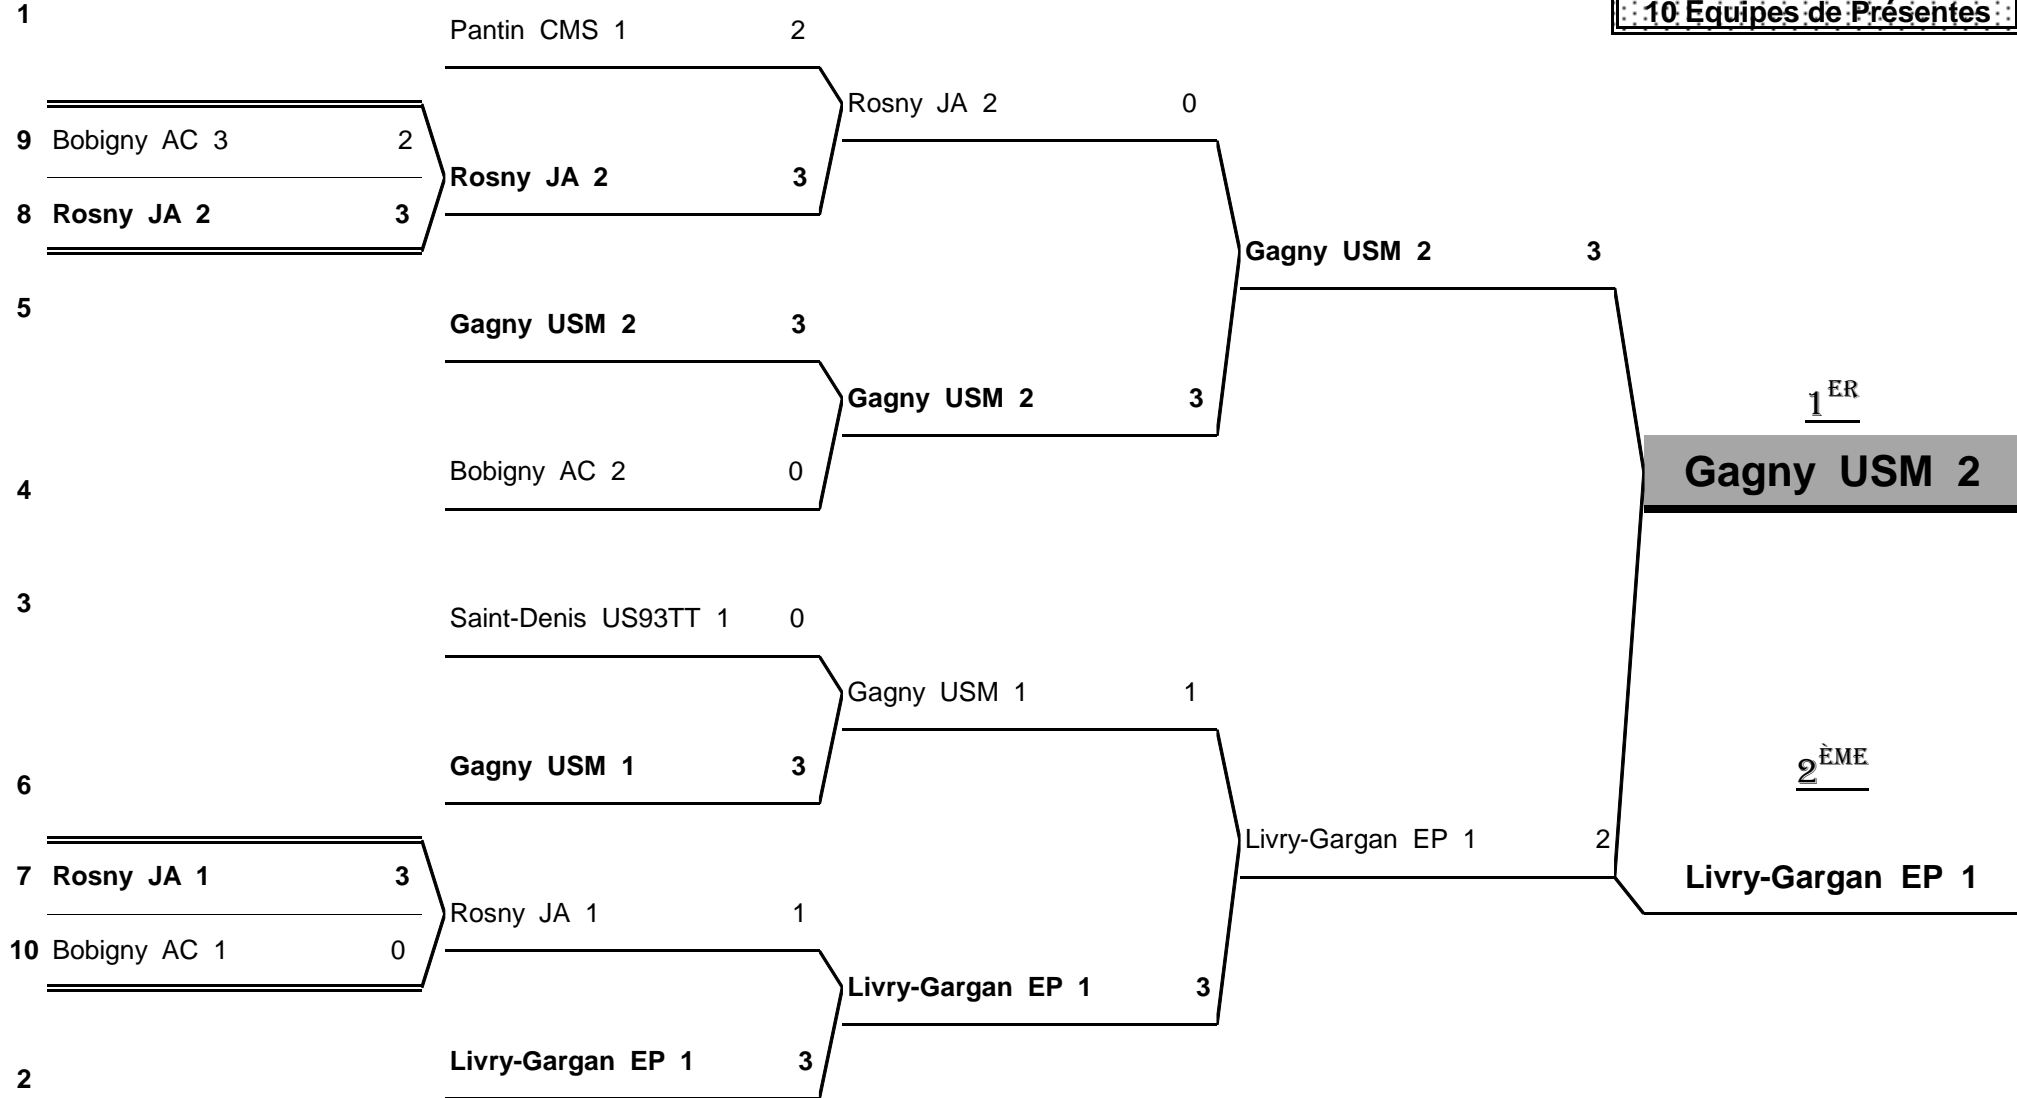 1
10 Equipes de Présentes
Pantin CMS 1 2
Rosny JA 2 0
9 Bobigny AC 3 2
Rosny JA 2 3
8 Rosny JA 2 3
Gagny USM 2 3
5
Gagny USM 2 3
1ER
Gagny USM 2 3
Gagny USM 2
Bobigny AC 2 0
4
3
Saint-Denis US93TT 1 0
Gagny USM 1 1
Gagny USM 1 3
2ÈME
6
Livry-Gargan EP 1 2
7 Rosny JA 1 3
Livry-Gargan EP 1
Rosny JA 1 1
10 Bobigny AC 1 0
Livry-Gargan EP 1 3
Livry-Gargan EP 1 3
2